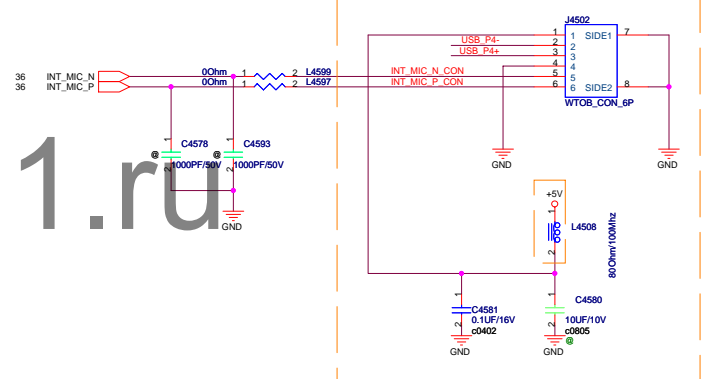 J4502
1 1 SIDE1 7
USB_P4- 2 2
USB_P4+ 3 3
4 4
36 INT_MIC_N 0Ohm 1 2 L4599 INT_MIC_N_CON 5 5
36 INT_MIC_P 0Ohm 1 2 L4597 INT_MIC_P_CON 6 6 SIDE2 8
WTOB_CON_6P
1 C4578 1 C4593
@ @
2 1000PF/50V 2 1000PF/50V
GND GND
1.ru
GND
+5V
1
L4508
2
80Ohm/100Mhz
1 C4581 1 C4580
2 0.1UF/16V 2 10UF/10V
c0402 c0805
GND GND @